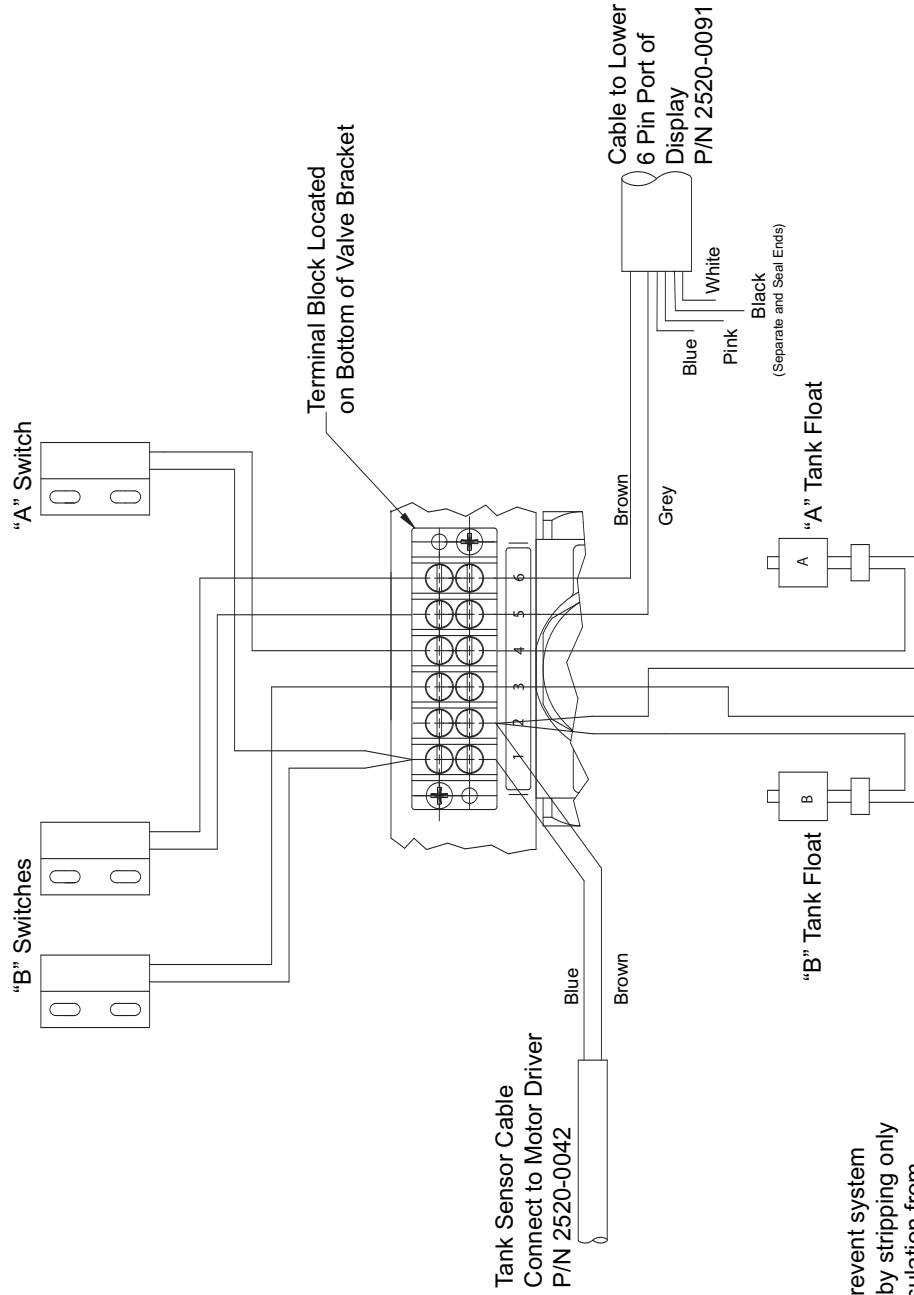 "A" Switch
"B" Switches
Terminal Block Located
on Bottom of Valve Bracket
Cable to Lower
6 Pin Port of
Display
P/N 2520-0091
Brown
Grey
Blue
Pink
Black
White
(Separate and Seal Ends)
1
2
3
4
5
6
Tank Sensor Cable
Connect to Motor Driver
P/N 2520-0042
Blue
Brown
"A" Tank Float
A
"B" Tank Float
B
revent system
by stripping only